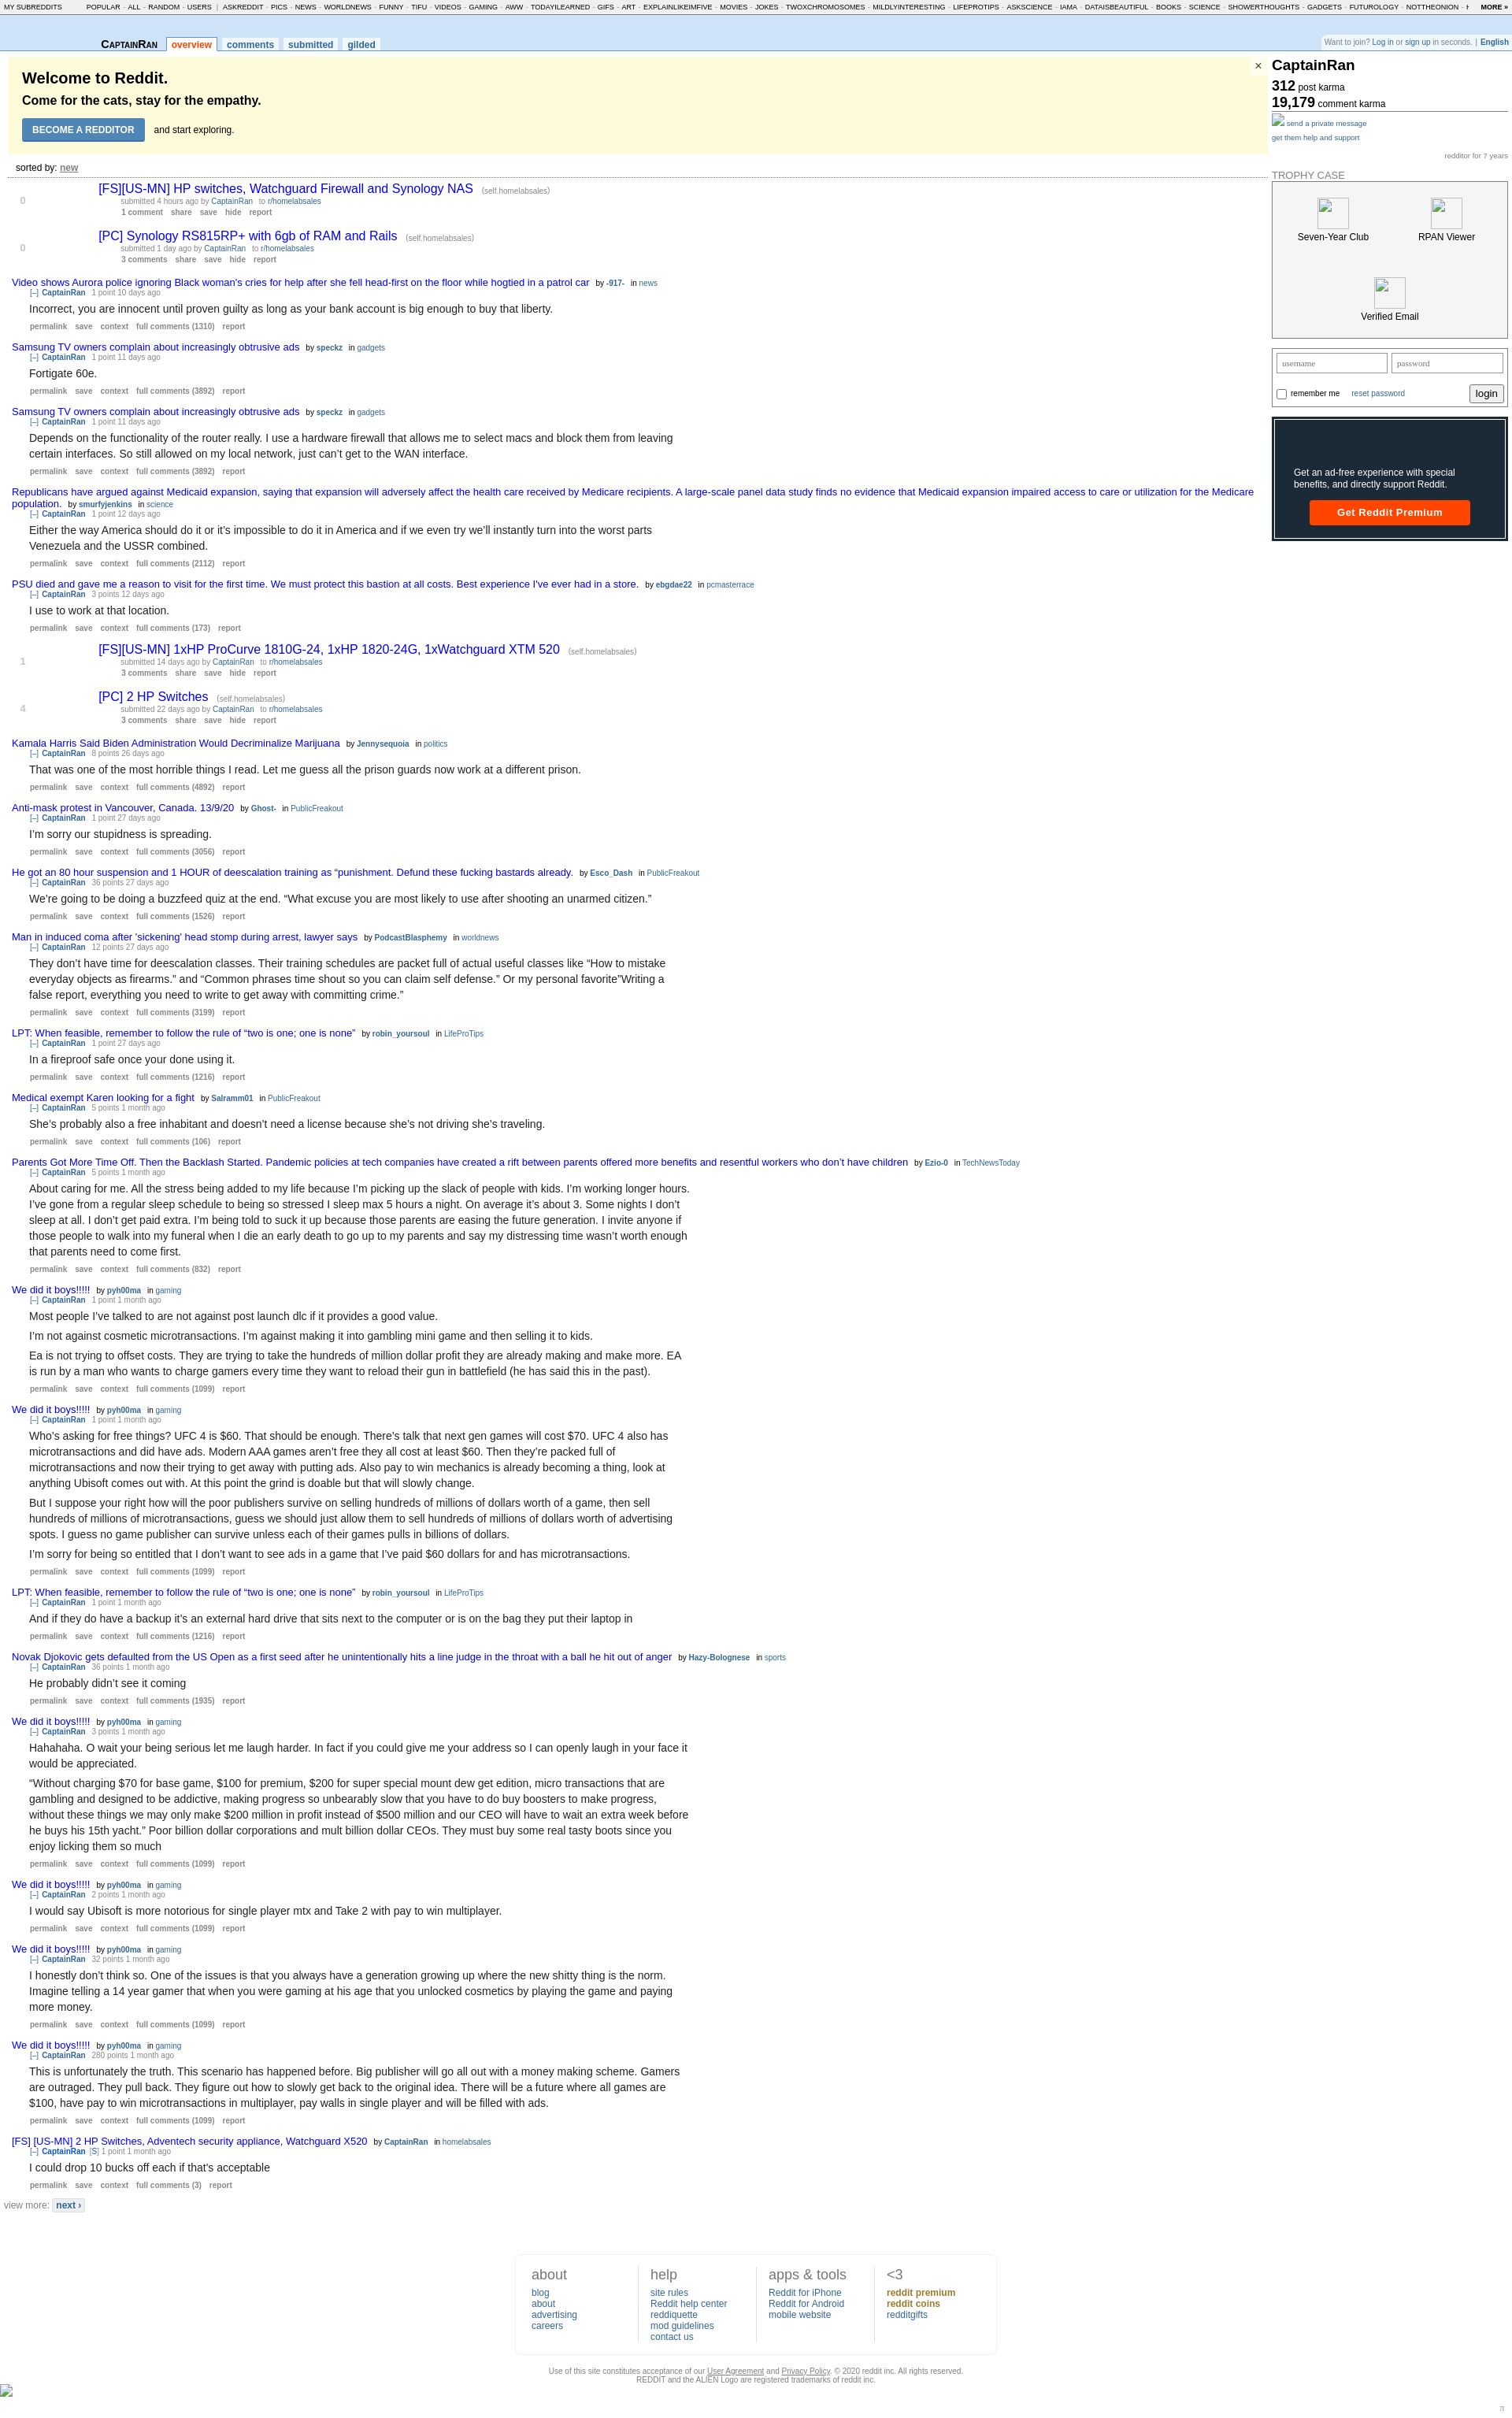 MY SUBREDDITS POPULAR - ALL - RANDOM - USERS | ASKREDDIT - PICS - NEWS - WORLDNEWS - FUNNY - TIFU - VIDEOS - GAMING - AWW - TODAYILEARNED - GIFS - ART - EXPLAINLIKEIMFIVE - MOVIES - JOKES - TWOXCHROMOSOMES - MILDLYINTERESTING - LIFEPROTIPS - ASKSCIENCE - IAMA - DATAISBEAUTIFUL - BOOKS - SCIENCE - SHOWERTHOUGHTS - GADGETS - FUTUROLOGY - NOTTHEONION - MORE »
CaptainRan overview comments submitted gilded
Want to join? Log in or sign up in seconds. | English
Welcome to Reddit.
Come for the cats, stay for the empathy.
BECOME A REDDITOR and start exploring.
×
sorted by: new
0
[FS][US-MN] HP switches, Watchguard Firewall and Synology NAS (self.homelabsales)
submitted 4 hours ago by CaptainRan to r/homelabsales
1 comment share save hide report
0
[PC] Synology RS815RP+ with 6gb of RAM and Rails (self.homelabsales)
submitted 1 day ago by CaptainRan to r/homelabsales
3 comments share save hide report
Video shows Aurora police ignoring Black woman's cries for help after she fell head-first on the floor while hogtied in a patrol car by -917- in news
[–] CaptainRan 1 point 10 days ago
Incorrect, you are innocent until proven guilty as long as your bank account is big enough to buy that liberty.
permalink save context full comments (1310) report
Samsung TV owners complain about increasingly obtrusive ads by speckz in gadgets
[–] CaptainRan 1 point 11 days ago
Fortigate 60e.
permalink save context full comments (3892) report
Samsung TV owners complain about increasingly obtrusive ads by speckz in gadgets
[–] CaptainRan 1 point 11 days ago
Depends on the functionality of the router really. I use a hardware firewall that allows me to select macs and block them from leaving
certain interfaces. So still allowed on my local network, just can’t get to the WAN interface.
permalink save context full comments (3892) report
Republicans have argued against Medicaid expansion, saying that expansion will adversely affect the health care received by Medicare recipients. A large-scale panel data study finds no evidence that Medicaid expansion impaired access to care or utilization for the Medicare
population. by smurfyjenkins in science
[–] CaptainRan 1 point 12 days ago
Either the way America should do it or it’s impossible to do it in America and if we even try we’ll instantly turn into the worst parts
Venezuela and the USSR combined.
permalink save context full comments (2112) report
PSU died and gave me a reason to visit for the first time. We must protect this bastion at all costs. Best experience I've ever had in a store. by ebgdae22 in pcmasterrace
[–] CaptainRan 3 points 12 days ago
I use to work at that location.
permalink save context full comments (173) report
1
[FS][US-MN] 1xHP ProCurve 1810G-24, 1xHP 1820-24G, 1xWatchguard XTM 520 (self.homelabsales)
submitted 14 days ago by CaptainRan to r/homelabsales
3 comments share save hide report
4
[PC] 2 HP Switches (self.homelabsales)
submitted 22 days ago by CaptainRan to r/homelabsales
3 comments share save hide report
Kamala Harris Said Biden Administration Would Decriminalize Marijuana by Jennysequoia in politics
[–] CaptainRan 8 points 26 days ago
That was one of the most horrible things I read. Let me guess all the prison guards now work at a different prison.
permalink save context full comments (4892) report
Anti-mask protest in Vancouver, Canada. 13/9/20 by Ghost- in PublicFreakout
[–] CaptainRan 1 point 27 days ago
I’m sorry our stupidness is spreading.
permalink save context full comments (3056) report
He got an 80 hour suspension and 1 HOUR of deescalation training as “punishment. Defund these fucking bastards already. by Esco_Dash in PublicFreakout
[–] CaptainRan 36 points 27 days ago
We’re going to be doing a buzzfeed quiz at the end. “What excuse you are most likely to use after shooting an unarmed citizen.”
permalink save context full comments (1526) report
Man in induced coma after 'sickening' head stomp during arrest, lawyer says by PodcastBlasphemy in worldnews
[–] CaptainRan 12 points 27 days ago
They don’t have time for deescalation classes. Their training schedules are packet full of actual useful classes like “How to mistake
everyday objects as firearms.” and “Common phrases time shout so you can claim self defense.” Or my personal favorite”Writing a
false report, everything you need to write to get away with committing crime.”
permalink save context full comments (3199) report
LPT: When feasible, remember to follow the rule of “two is one; one is none” by robin_yoursoul in LifeProTips
[–] CaptainRan 1 point 27 days ago
In a fireproof safe once your done using it.
permalink save context full comments (1216) report
Medical exempt Karen looking for a fight by Salramm01 in PublicFreakout
[–] CaptainRan 5 points 1 month ago
She’s probably also a free inhabitant and doesn’t need a license because she’s not driving she’s traveling.
permalink save context full comments (106) report
Parents Got More Time Off. Then the Backlash Started. Pandemic policies at tech companies have created a rift between parents offered more benefits and resentful workers who don’t have children by Ezio-0 in TechNewsToday
[–] CaptainRan 5 points 1 month ago
About caring for me. All the stress being added to my life because I’m picking up the slack of people with kids. I’m working longer hours.
I’ve gone from a regular sleep schedule to being so stressed I sleep max 5 hours a night. On average it’s about 3. Some nights I don’t
sleep at all. I don’t get paid extra. I’m being told to suck it up because those parents are easing the future generation. I invite anyone if
those people to walk into my funeral when I die an early death to go up to my parents and say my distressing time wasn’t worth enough
that parents need to come first.
permalink save context full comments (832) report
We did it boys!!!!! by pyh00ma in gaming
[–] CaptainRan 1 point 1 month ago
Most people I’ve talked to are not against post launch dlc if it provides a good value.
I’m not against cosmetic microtransactions. I’m against making it into gambling mini game and then selling it to kids.
Ea is not trying to offset costs. They are trying to take the hundreds of million dollar profit they are already making and make more. EA
is run by a man who wants to charge gamers every time they want to reload their gun in battlefield (he has said this in the past).
permalink save context full comments (1099) report
We did it boys!!!!! by pyh00ma in gaming
[–] CaptainRan 1 point 1 month ago
Who’s asking for free things? UFC 4 is $60. That should be enough. There’s talk that next gen games will cost $70. UFC 4 also has
microtransactions and did have ads. Modern AAA games aren’t free they all cost at least $60. Then they’re packed full of
microtransactions and now their trying to get away with putting ads. Also pay to win mechanics is already becoming a thing, look at
anything Ubisoft comes out with. At this point the grind is doable but that will slowly change.
But I suppose your right how will the poor publishers survive on selling hundreds of millions of dollars worth of a game, then sell
hundreds of millions of microtransactions, guess we should just allow them to sell hundreds of millions of dollars worth of advertising
spots. I guess no game publisher can survive unless each of their games pulls in billions of dollars.
I’m sorry for being so entitled that I don’t want to see ads in a game that I’ve paid $60 dollars for and has microtransactions.
permalink save context full comments (1099) report
LPT: When feasible, remember to follow the rule of “two is one; one is none” by robin_yoursoul in LifeProTips
[–] CaptainRan 1 point 1 month ago
And if they do have a backup it’s an external hard drive that sits next to the computer or is on the bag they put their laptop in
permalink save context full comments (1216) report
Novak Djokovic gets defaulted from the US Open as a first seed after he unintentionally hits a line judge in the throat with a ball he hit out of anger by Hazy-Bolognese in sports
[–] CaptainRan 36 points 1 month ago
He probably didn’t see it coming
permalink save context full comments (1935) report
We did it boys!!!!! by pyh00ma in gaming
[–] CaptainRan 3 points 1 month ago
Hahahaha. O wait your being serious let me laugh harder. In fact if you could give me your address so I can openly laugh in your face it
would be appreciated.
“Without charging $70 for base game, $100 for premium, $200 for super special mount dew get edition, micro transactions that are
gambling and designed to be addictive, making progress so unbearably slow that you have to do buy boosters to make progress,
without these things we may only make $200 million in profit instead of $500 million and our CEO will have to wait an extra week before
he buys his 15th yacht.” Poor billion dollar corporations and mult billion dollar CEOs. They must buy some real tasty boots since you
enjoy licking them so much
permalink save context full comments (1099) report
We did it boys!!!!! by pyh00ma in gaming
[–] CaptainRan 2 points 1 month ago
I would say Ubisoft is more notorious for single player mtx and Take 2 with pay to win multiplayer.
permalink save context full comments (1099) report
We did it boys!!!!! by pyh00ma in gaming
[–] CaptainRan 32 points 1 month ago
I honestly don’t think so. One of the issues is that you always have a generation growing up where the new shitty thing is the norm.
Imagine telling a 14 year gamer that when you were gaming at his age that you unlocked cosmetics by playing the game and paying
more money.
permalink save context full comments (1099) report
We did it boys!!!!! by pyh00ma in gaming
[–] CaptainRan 280 points 1 month ago
This is unfortunately the truth. This scenario has happened before. Big publisher will go all out with a money making scheme. Gamers
are outraged. They pull back. They figure out how to slowly get back to the original idea. There will be a future where all games are
$100, have pay to win microtransactions in multiplayer, pay walls in single player and will be filled with ads.
permalink save context full comments (1099) report
[FS] [US-MN] 2 HP Switches, Adventech security appliance, Watchguard X520 by CaptainRan in homelabsales
[–] CaptainRan [S] 1 point 1 month ago
I could drop 10 bucks off each if that's acceptable
permalink save context full comments (3) report
view more: next ›
CaptainRan
312 post karma
19,179 comment karma
send a private message
get them help and support
redditor for 7 years
TROPHY CASE
Seven-Year Club
RPAN Viewer
Verified Email
username password
remember me reset password login
Get an ad-free experience with special
benefits, and directly support Reddit.
Get Reddit Premium
about
blog
about
advertising
careers
help
site rules
Reddit help center
reddiquette
mod guidelines
contact us
apps & tools
Reddit for iPhone
Reddit for Android
mobile website
<3
reddit premium
reddit coins
redditgifts
Use of this site constitutes acceptance of our User Agreement and Privacy Policy. © 2020 reddit inc. All rights reserved.
REDDIT and the ALIEN Logo are registered trademarks of reddit inc.
π